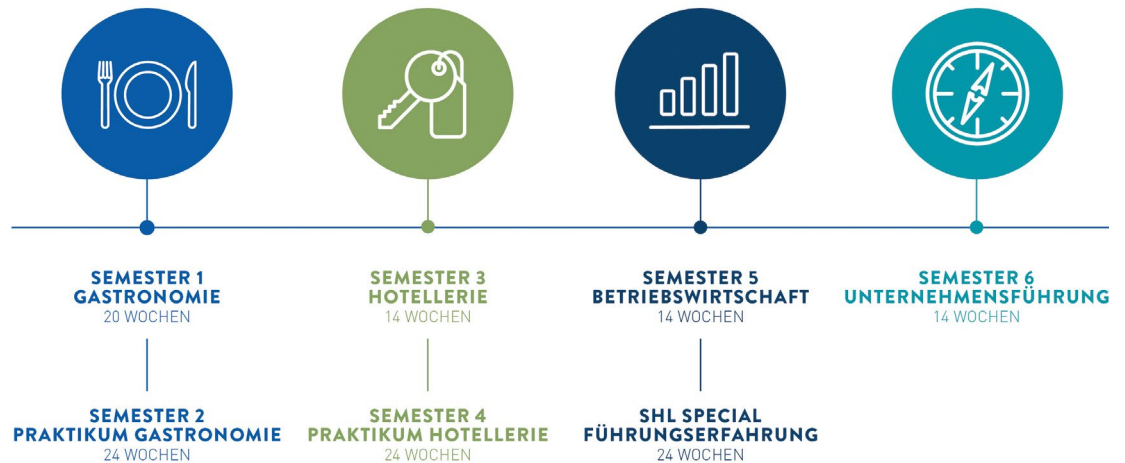 SEMESTER 1
GASTRONOMIE
20 WOCHEN
SEMESTER 2
PRAKTIKUM GASTRONOMIE
24 WOCHEN
SEMESTER 3
HOTELLERIE
14 WOCHEN
SEMESTER 4
PRAKTIKUM HOTELLERIE
24 WOCHEN
SEMESTER 5
BETRIEBSWIRTSCHAFT
14 WOCHEN
SHL SPECIAL
FÜHRUNGSERFAHRUNG
24 WOCHEN
SEMESTER 6
UNTERNEHMENSFÜHRUNG
14 WOCHEN